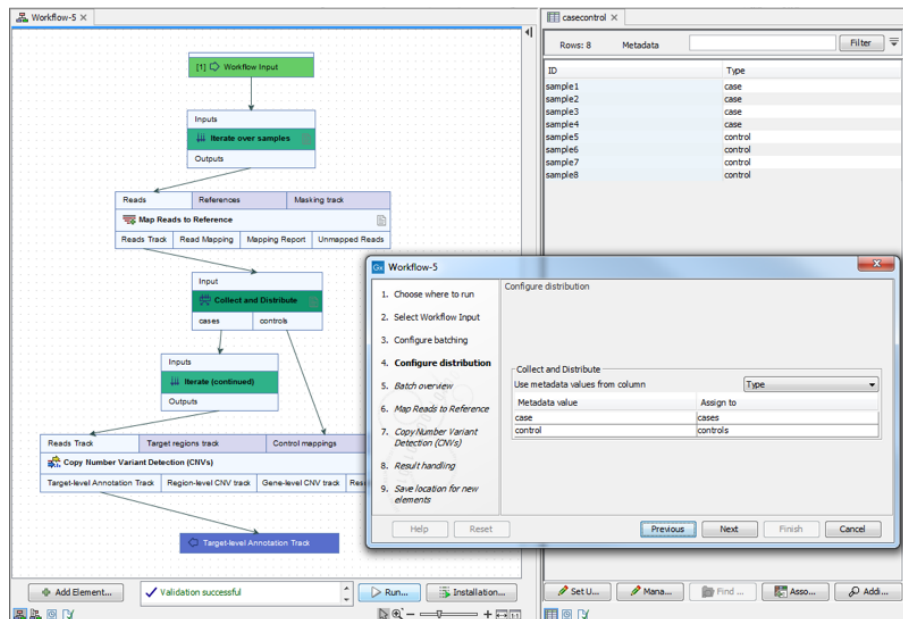 Workflow-5
[1] Workflow Input
Inputs
Iterate over samples
Outputs
Reads References Masking track
Map Reads to Reference
Reads Track Read Mapping Mapping Report Unmapped Reads
Input
Collect and Distribute
cases controls
Inputs
Iterate (continued)
Outputs
Reads Track Target regions track Control mappings
Copy Number Variant Detection (CNVs)
Target-level Annotation Track Region-level CNV track Gene-level CNV track
Target-level Annotation Track
Add Element...
Validation successful
Run...
Installation...
casecontrol
Rows: 8 Metadata Filter
ID Type
sample1 case
sample2 case
sample3 case
sample4 case
sample5 control
sample6 control
sample7 control
sample8 control
Set U... Mana... Find ... Asso... Addi...
Gx Workflow-5
1. Choose where to run
2. Select Workflow Input
3. Configure batching
4. Configure distribution
5. Batch overview
6. Map Reads to Reference
7. Copy Number Variant
Detection (CNVs)
8. Result handling
9. Save location for new
elements
Configure distribution
Collect and Distribute
Use metadata values from column Type
Metadata value Assign to
case cases
control controls
Help Reset Previous Next Finish Cancel